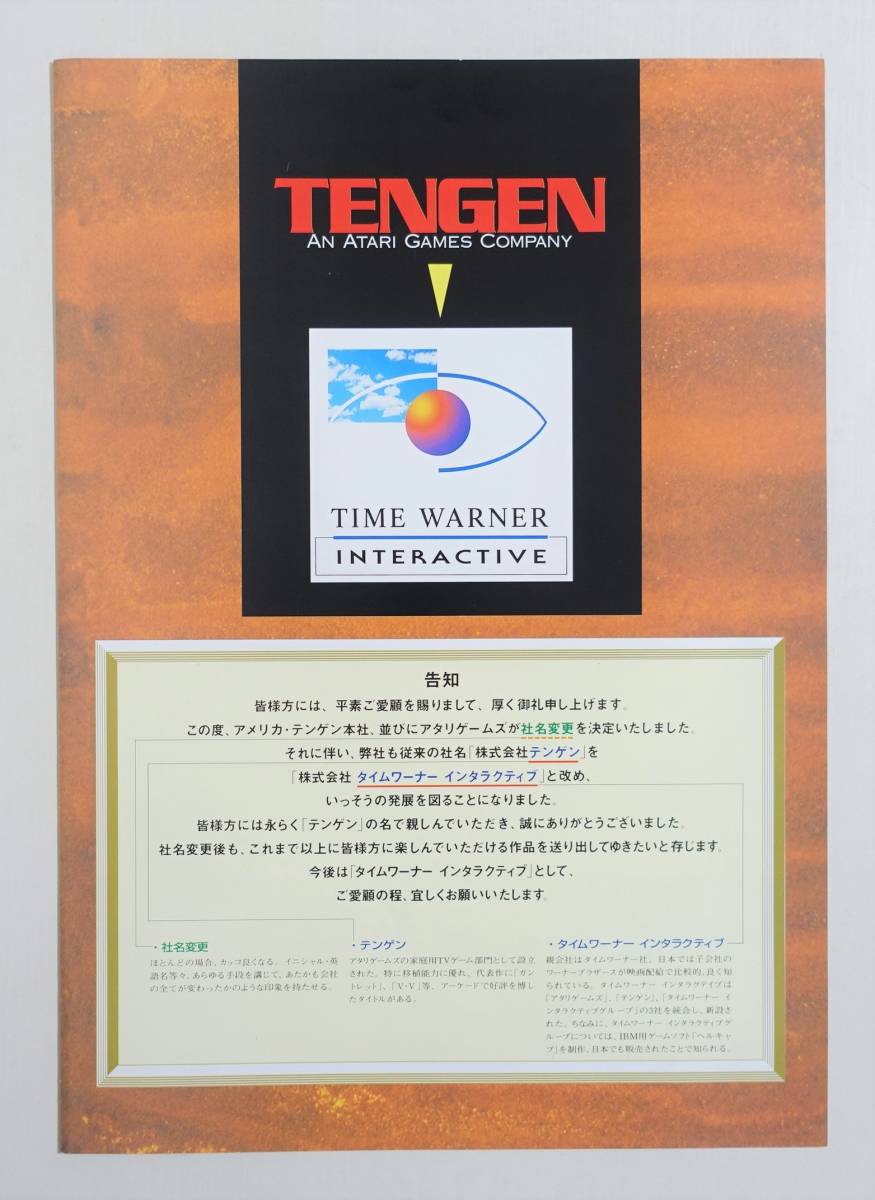 TENGEN
AN ATARI GAMES COMPANY
TIME WARNER
INTERACTIVE
告知
皆様方には、平素ご愛顧を賜りまして、厚く御礼申し上げます。
この度、アメリカ・テンゲン本社、並びにアタリゲームズが社名変更を決定いたしました。
それに伴い、弊社も従来の社名「株式会社テンゲン」を
「株式会社 タイムワーナー インタラクティブ」と改め、
いっそうの発展を図ることになりました。
皆様方には永らく「テンゲン」の名で親しんでいただき、誠にありがとうございました。
社名変更後も、これまで以上に皆様方に楽しんでいただける作品を送り出してゆきたいと存じます。
今後は「タイムワーナー インタラクティブ」として、
ご愛顧の程、宜しくお願いいたします。
・社名変更
ほとんどの場合、カッコ良くなる。イニシャル・英
語名等々、あらゆる手段を講じて、あたかも会社
の全てが変わったかのような印象を持たせる。
・テンゲン
アタリゲームズの家庭用TVゲーム部門として設立
された。特に移植能力に優れ、代表作に「ガン
トレット」、「V・V」等、アーケードで好評を博し
たタイトルがある。
・タイムワーナー インタラクティブ
親会社はタイムワーナー社。日本では子会社の
ワーナーブラザースが映画配給で比較的、良く知
られている。タイムワーナー インタラクティブは
「アタリゲームズ」、「テンゲン」、「タイムワーナー イ
ンタラクティブグループ」の3社を統合し、新設さ
れた。ちなみに、タイムワーナー インタラクティブグ
ループについては、IBM用ゲームソフト「ヘルキャ
ブ」を制作、日本でも販売されたことで知られる。